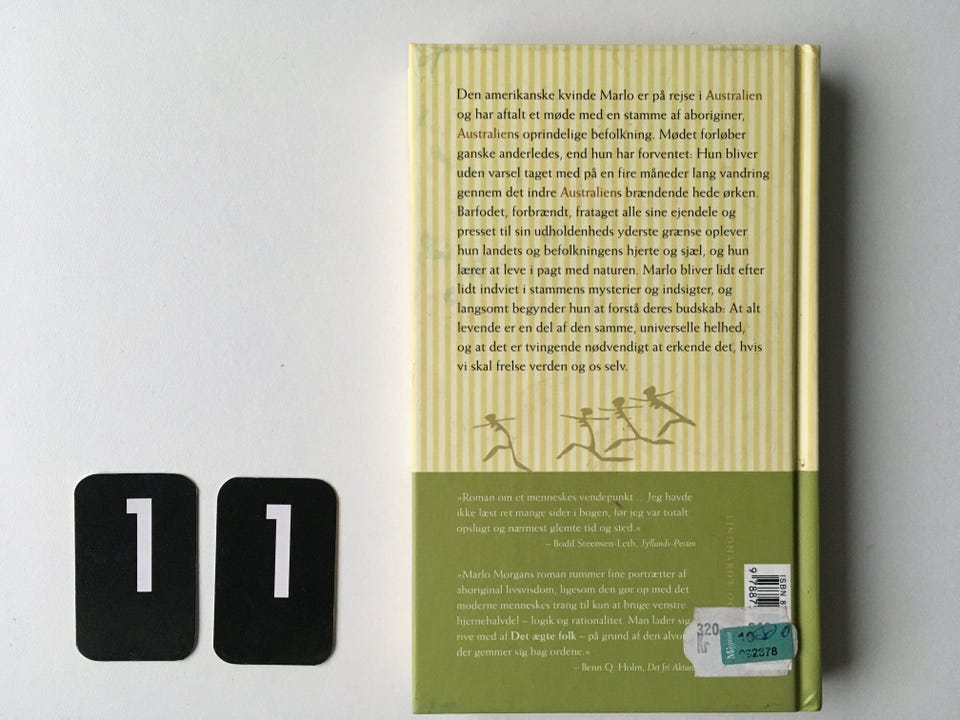 Den amerikanske kvinde Marlo er på rejse i Australien
og har aftalt et møde med en stamme af aboriginer,
Australiens oprindelige befolkning. Mødet forløber
ganske anderledes, end hun har forventet: Hun bliver
uden varsel taget med på en fire måneder lang vandring
gennem det indre Australiens brændende hede ørken.
Barfodet, forbrændt, frataget alle sine ejendele og
presset til sin udholdenheds yderste grænse oplever
hun landets og befolkningens hjerte og sjæl, og hun
lærer at leve i pagt med naturen. Marlo bliver lidt efter
lidt indviet i stammens mysterier og indsigter, og
langsomt begynder hun at forstå deres budskab: At alt
levende er en del af den samme, universelle helhed,
og at det er tvingende nødvendigt at erkende det, hvis
vi skal frelse verden og os selv.
»Roman om et menneskes vendepunkt ... Jeg havde
ikke læst ret mange sider i bogen, før jeg var totalt
opslugt og nærmest glemte tid og sted.«
– Bodil Steensen-Leth, Jyllands-Posten
»Marlo Morgans roman rummer fine portrætter af
aboriginal livsvisdom, ligesom den gør op med det
moderne menneskes trang til kun at bruge venstre
hjernehalvdel – logik og rationalitet. Man lader sig
rive med af Det ægte folk – på grund af den alvor
der gemmer sig bag ordene.«
– Benn Q. Holm, Det fri
LINDHARDT
ISBN
320
kr
1 1